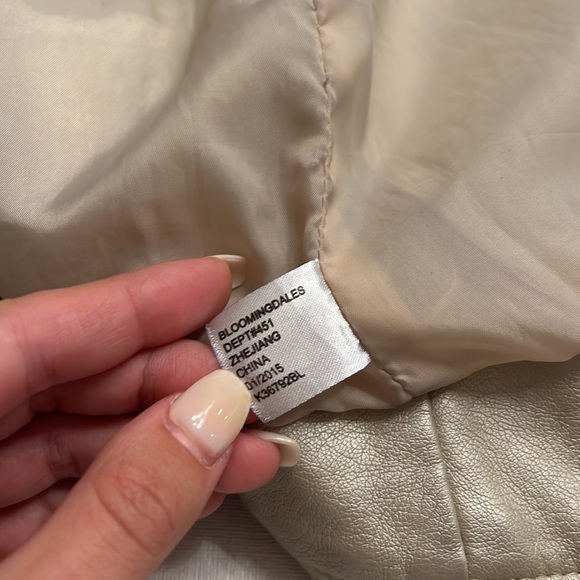 BLOOMINGDALES
DEPT#451
ZHEJIANG
CHINA
01/2015
K36792BL